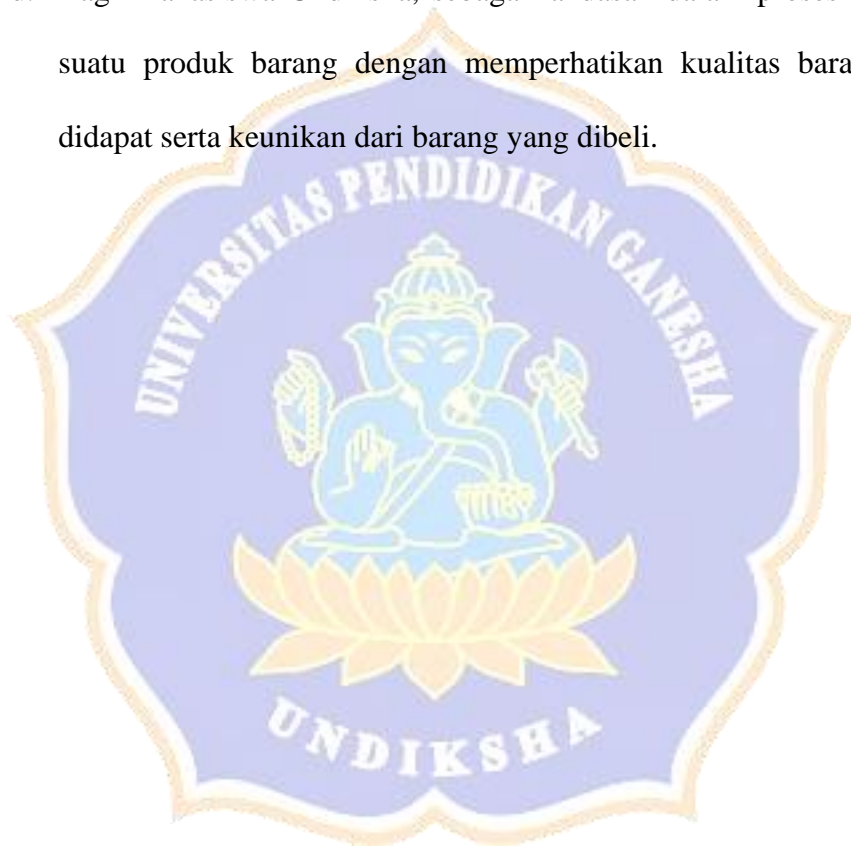 suatu produk barang dengan memperhatikan kualitas bara
didapat serta keunikan dari barang yang dibeli.
UNIVERSITAS PENDIDIKAN GANESHA
UNDIKSHA